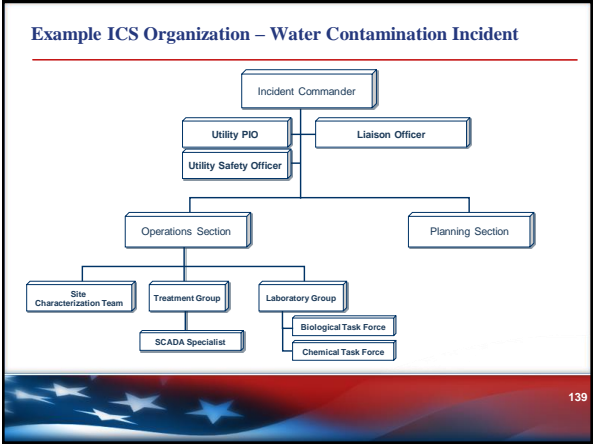 Example ICS Organization – Water Contamination Incident
Incident Commander
Utility PIO
Liaison Officer
Utility Safety Officer
Operations Section
Planning Section
Site
Characterization Team
Treatment Group
Laboratory Group
SCADA Specialist
Biological Task Force
Chemical Task Force
139